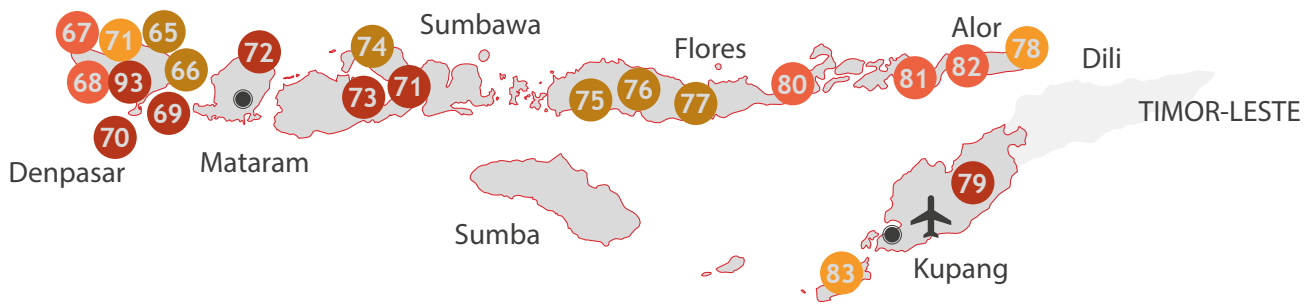 Sumbawa
Alor
67
71
65
72
74
Flores
78
Dili
66
68
93
73
71
80
81
82
75
76
77
69
TIMOR-LESTE
70
Mataram
Denpasar
79
Sumba
Kupang
83